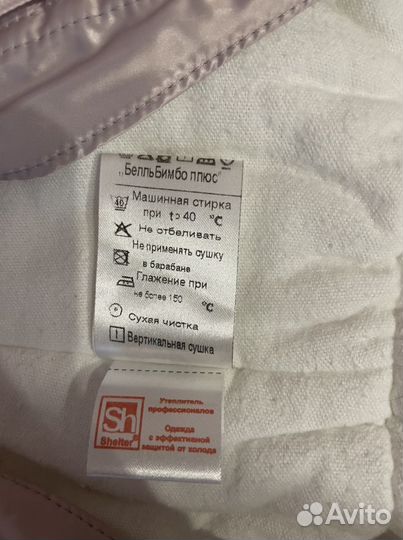 „БелльБимбо плюс"
40 Машинная стирка
при t=40 °С
Не отбеливать
Не применять сушку
в барабане
Глажение при
не более 150 °С
Сухая чистка
Вертикальная сушка
Sh
Shelter®
Утеплитель
профессионалов
Одежда
с эффективной
защитой от холода
Avito